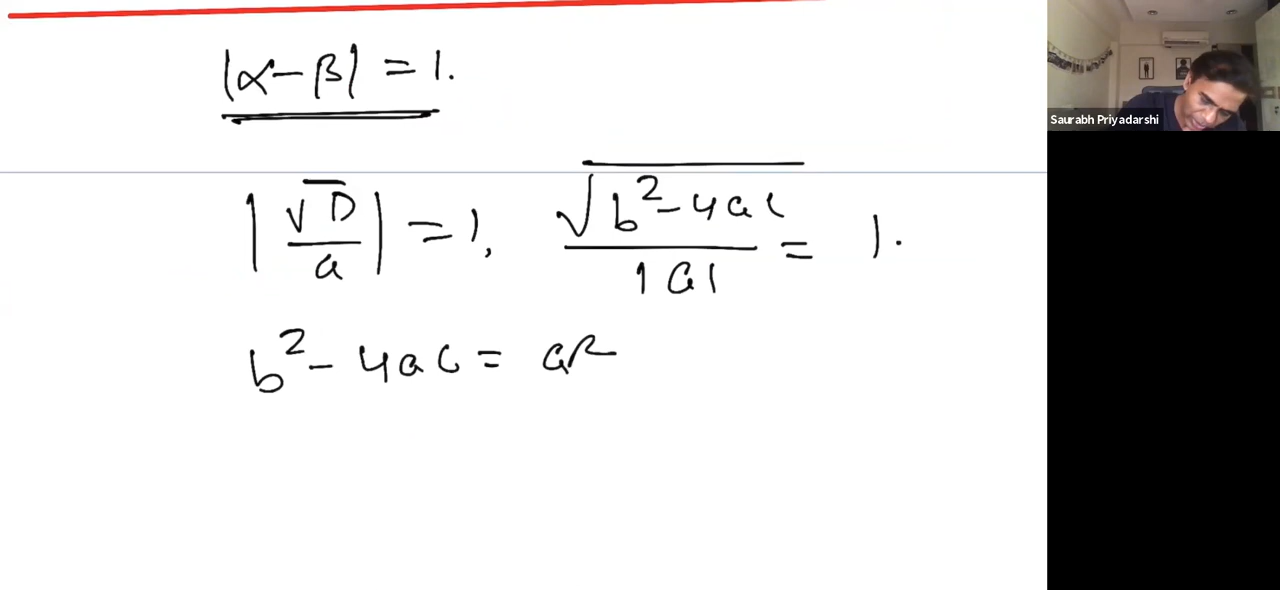 |α-β| = 1.
Saurabh Priyadarshi
|√D/a| = 1, √b²-4ac/|a| = 1.
b²-4ac = a²